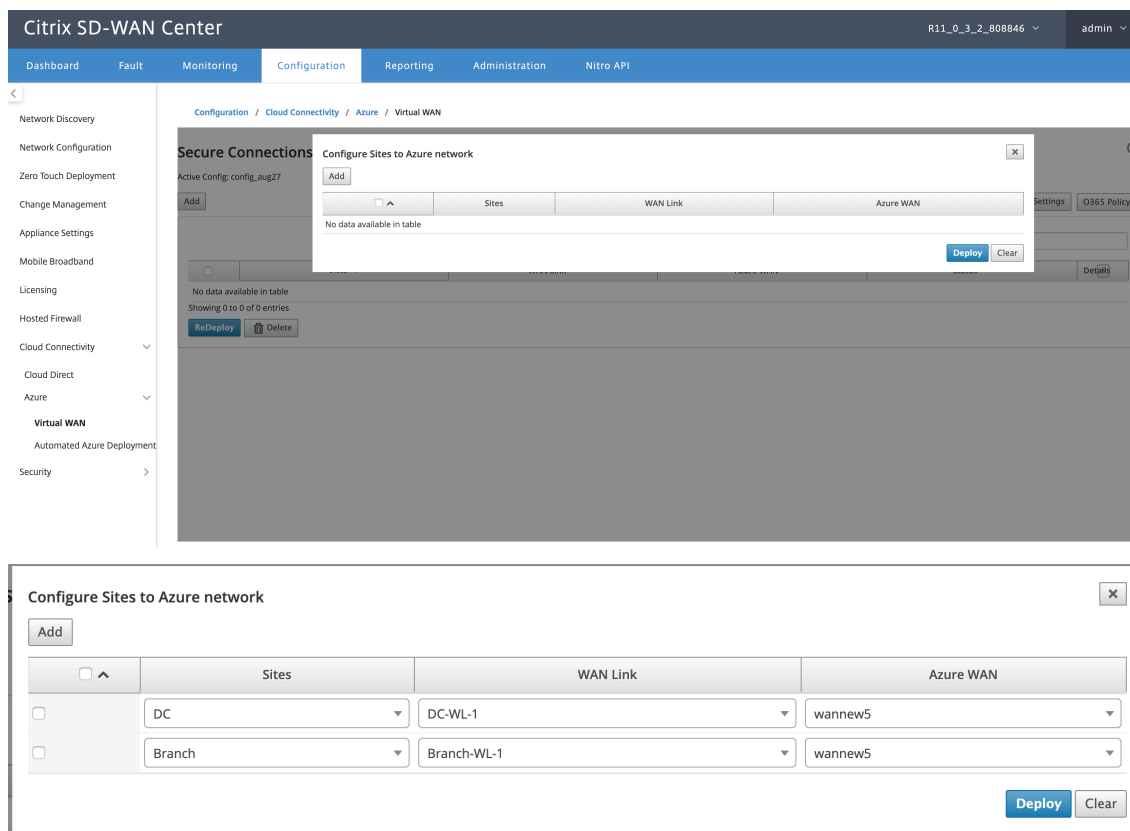 Citrix SD-WAN Center
R11_0_3_2_808846
admin
Dashboard Fault Monitoring Configuration Reporting Administration Nitro API
Network Discovery
Network Configuration
Zero Touch Deployment
Change Management
Appliance Settings
Mobile Broadband
Licensing
Hosted Firewall
Cloud Connectivity
Cloud Direct
Azure
Virtual WAN
Automated Azure Deployment
Security
Configuration / Cloud Connectivity / Azure / Virtual WAN
Secure Connections
Active Config: config_aug27
Add
Settings O365 Policy
Configure Sites to Azure network
Add
Sites WAN Link Azure WAN
No data available in table
Deploy Clear
Details
No data available in table
Showing 0 to 0 of 0 entries
ReDeploy Delete
Configure Sites to Azure network
Add
Sites WAN Link Azure WAN
DC DC-WL-1 wannew5
Branch Branch-WL-1 wannew5
Deploy Clear